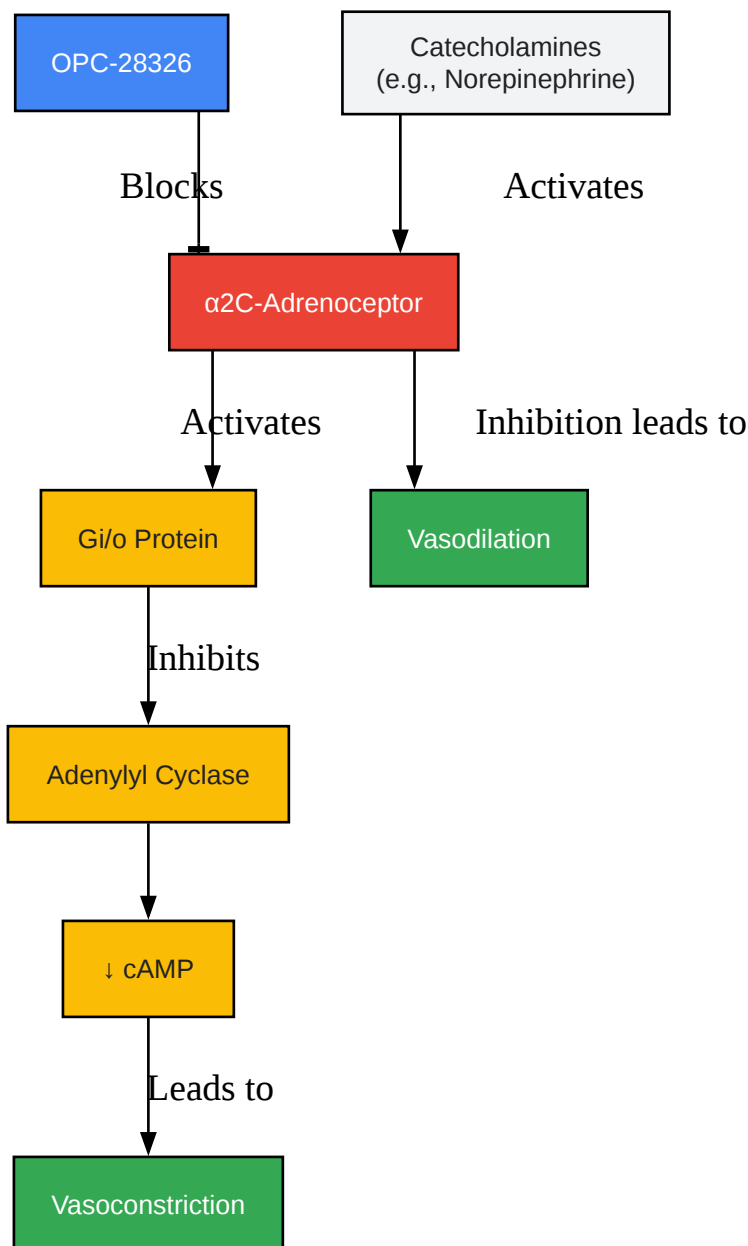 OPC-28326
Catecholamines
(e.g., Norepinephrine)
Blocks
Activates
α2C-Adrenoceptor
Activates
Inhibition leads to
Gi/o Protein
Vasodilation
Inhibits
Adenylyl Cyclase
↓ cAMP
Leads to
Vasoconstriction